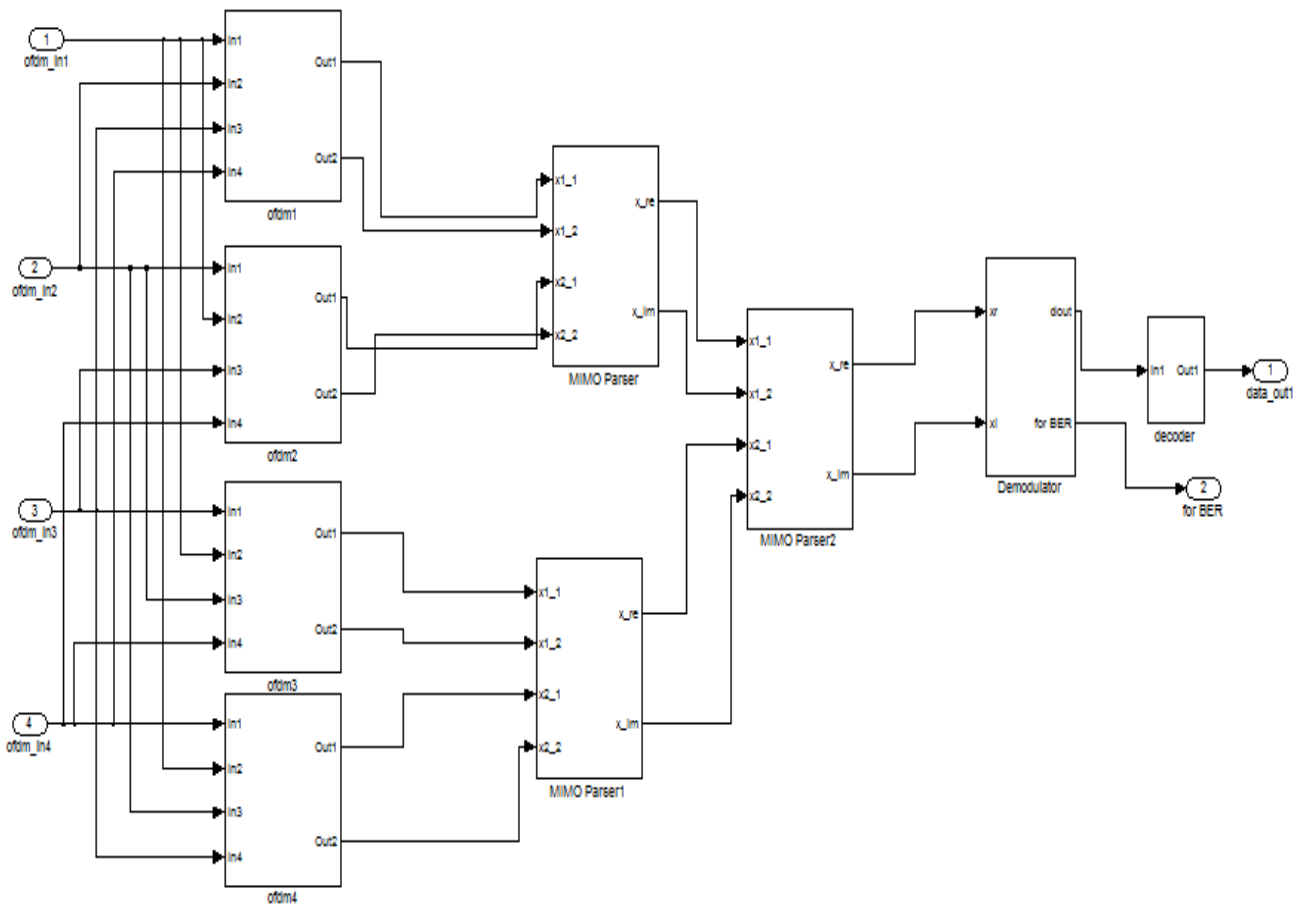 1
ofdm_in1
In1
In2
In3
In4
Out1
Out2
ofdm1
2
ofdm_in2
In1
In2
In3
In4
Out1
Out2
ofdm2
3
ofdm_in3
In1
In2
In3
In4
Out1
Out2
ofdm3
4
ofdm_in4
In1
In2
In3
In4
Out1
Out2
ofdm4
x1_1
x1_2
x2_1
x2_2
x_re
x_im
MIMO Parser
x1_1
x1_2
x2_1
x2_2
x_re
x_im
MIMO Parser1
x1_1
x1_2
x2_1
x2_2
x_re
x_im
MIMO Parser2
xr
xi
dout
for BER
Demodulator
In1
Out1
decoder
1
data_out1
2
for BER